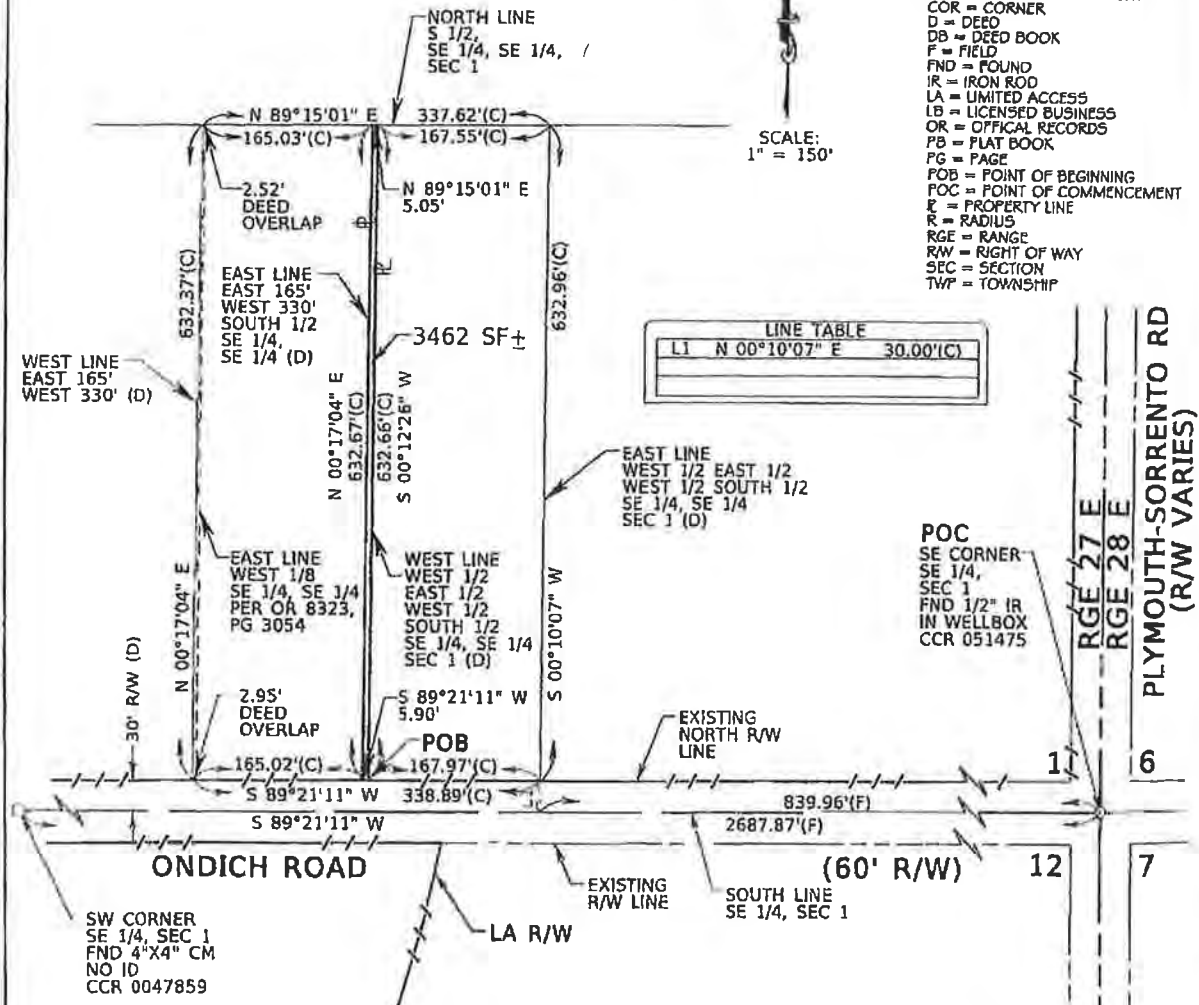 COR = CORNER
D = DEED
DB = DEED BOOK
F = FIELD
FND = FOUND
IR = IRON ROD
LA = LIMITED ACCESS
LB = LICENSED BUSINESS
OR = OFFICAL RECORDS
PB = PLAT BOOK
PG = PAGE
POB = POINT OF BEGINNING
POC = POINT OF COMMENCEMENT
PL = PROPERTY LINE
R = RADIUS
RGE = RANGE
R/W = RIGHT OF WAY
SEC = SECTION
TWP = TOWNSHIP
SCALE:
1" = 150'
NORTH LINE
S 1/2,
SE 1/4, SE 1/4,
SEC 1
N 89°15'01" E 337.62'(C)
165.03'(C) 167.55'(C)
2.52'
DEED
OVERLAP
N 89°15'01" E
5.05'
632.37'(C)
632.96'(C)
EAST LINE
EAST 165'
WEST 330'
SOUTH 1/2
SE 1/4,
SE 1/4 (D)
3462 SF±
LINE TABLE
L1 N 00°10'07" E 30.00'(C)
WEST LINE
EAST 165'
WEST 330' (D)
N 00°17'04" E
632.67'(C)
632.66'(C)
S 00°12'26" W
EAST LINE
WEST 1/2 EAST 1/2
WEST 1/2 SOUTH 1/2
SE 1/4, SE 1/4
SEC 1 (D)
PLYMOUTH-SORRENTO RD
(R/W VARIES)
RGE 27 E
RGE 28 E
POC
SE CORNER
SE 1/4,
SEC 1
FND 1/2" IR
IN WELLBOX
CCR 051475
N 00°17'04" E
EAST LINE
WEST 1/8
SE 1/4, SE 1/4
PER OR 8323,
PG 3054
WEST LINE
WEST 1/2
EAST 1/2
WEST 1/2
SOUTH 1/2
SE 1/4, SE 1/4
SEC 1 (D)
S 00°10'07" W
30' R/W (D)
2.95'
DEED
OVERLAP
S 89°21'11" W
5.90'
POB
EXISTING
NORTH R/W
LINE
165.02'(C) 167.97'(C)
1 6
S 89°21'11" W 338.89'(C)
839.96'(F)
S 89°21'11" W
2687.87'(F)
ONDICH ROAD
(60' R/W)
12 7
EXISTING
R/W LINE
SOUTH LINE
SE 1/4, SEC 1
LA R/W
SW CORNER
SE 1/4, SEC 1
FND 4"X4" CM
NO ID
CCR 0047859